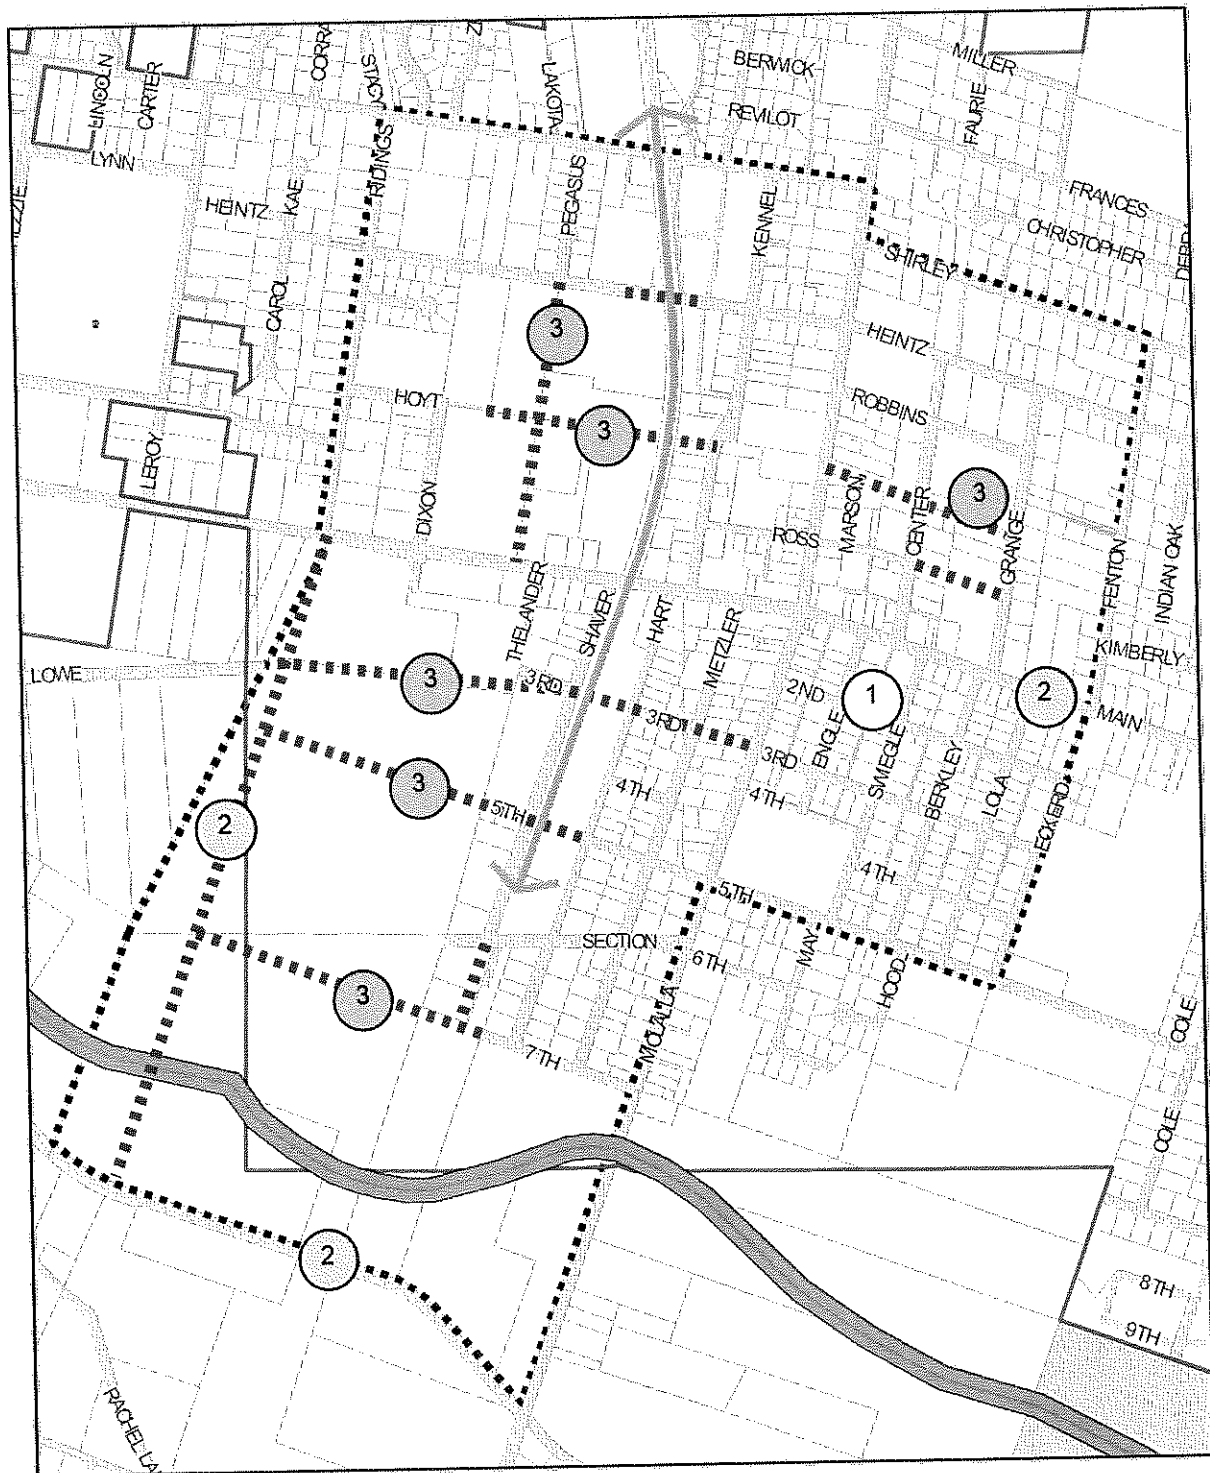 BERWICK
MILLER
LINCOLN
CARTER
STACY
LAKOTA
REVILOT
FAURIE
LYNN
RIDINGS
PEGASUS
FRANCES
HEINTZ
KAE
KENNEL
CHRISTOPHER
SHIRLEY
CAROL
3
HEINTZ
HOYT
3
ROBBINS
LEROY
3
DIXON
MARSON
CENTER
GRANGE
ROSS
FENTON
INDIAN OAK
THELANDER
SHAVER
HART
METZLER
KIMBERLY
LOWE
3
3RD
2ND
1
2
3RD
MAIN
ENGLE
SWEGLE
3RD
BERKLEY
LOLA
3
4TH
4TH
5TH
2
ECKERD
4TH
5TH
SECTION
6TH
MAY
HOOD
3
MOLALLA
7TH
COLE
COLE
2
8TH
9TH